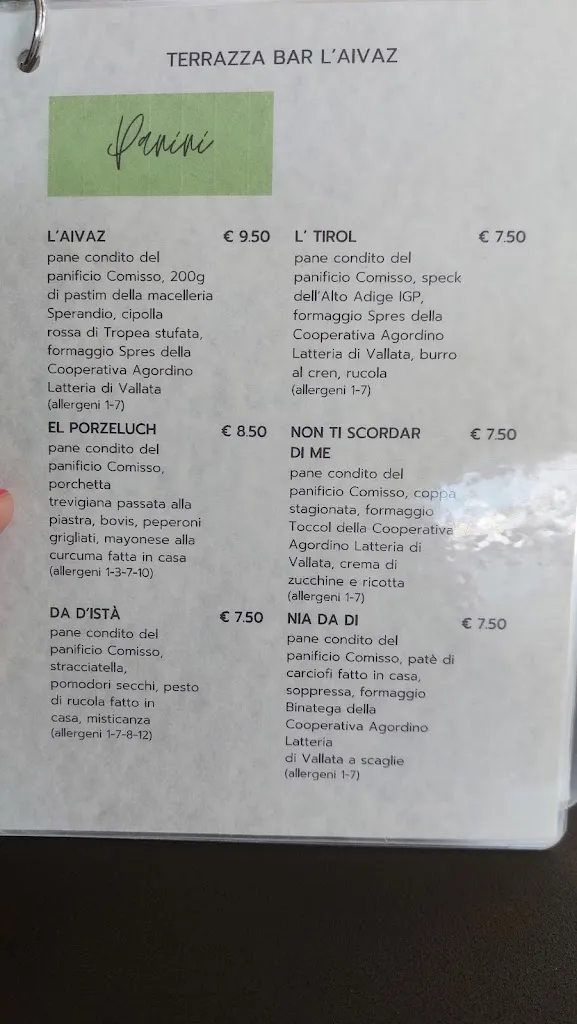 TERRAZZA BAR L'AIVAZ
Panini
L'AIVAZ € 9.50
pane condito del
panificio Comisso, 200g
di pastim della macelleria
Sperandio, cipolla
rossa di Tropea stufata,
formaggio Spres della
Cooperativa Agordino
Latteria di Vallata
(allergeni 1-7)
EL PORZELUCH € 8.50
pane condito del
panificio Comisso,
porchetta
trevigiana passata alla
piastra, bovis, peperoni
grigliati, mayonese alla
curcuma fatta in casa
(allergeni 1-3-7-10)
DA D'ISTÀ € 7.50
pane condito del
panificio Comisso,
stracciatella,
pomodori secchi, pesto
di rucola fatto in
casa, misticanza
(allergeni 1-7-8-12)
L' TIROL € 7.50
pane condito del
panificio Comisso, speck
dell'Alto Adige IGP,
formaggio Spres della
Cooperativa Agordino
Latteria di Vallata, burro
al cren, rucola
(allergeni 1-7)
NON TI SCORDAR € 7.50
DI ME
pane condito del
panificio Comisso, coppa
stagionata, formaggio
Toccol della Cooperativa
Agordino Latteria di
Vallata, crema di
zucchine e ricotta
(allergeni 1-7)
NIA DA DI € 7.50
pane condito del
panificio Comisso, patè di
carciofi fatto in casa,
soppressa, formaggio
Binatega della
Cooperativa Agordino
Latteria
di Vallata a scaglie
(allergeni 1-7)